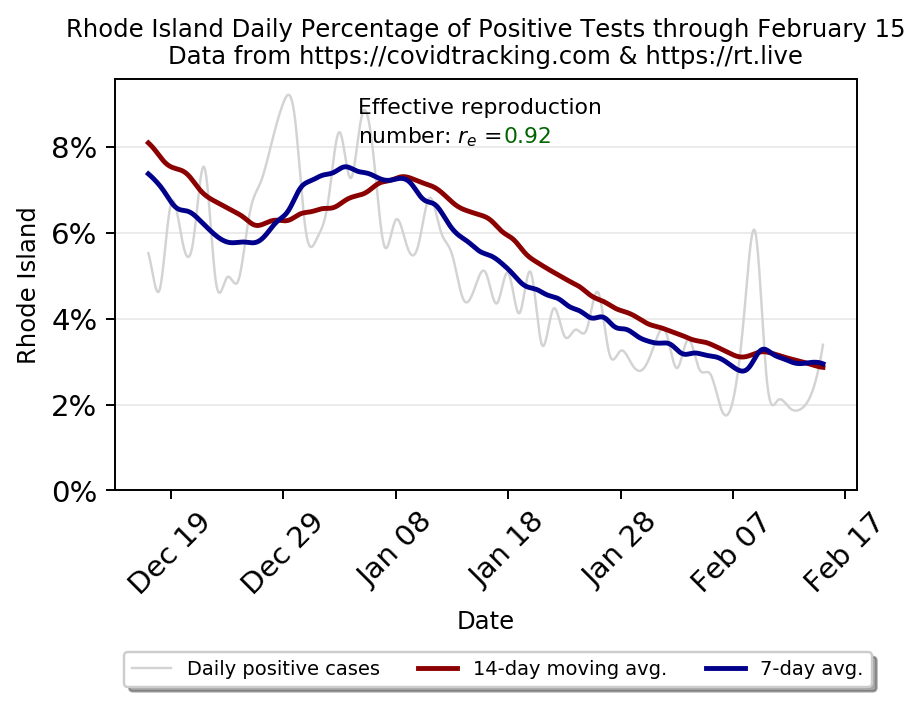 Rhode Island Daily Percentage of Positive Tests through February 15
Data from https://covidtracking.com & https://rt.live
Effective reproduction
number: rₑ =0.92
8%
6%
4%
2%
0%
Rhode Island
Dec 19
Dec 29
Jan 08
Jan 18
Jan 28
Feb 07
Feb 17
Date
Daily positive cases
14-day moving avg.
7-day avg.